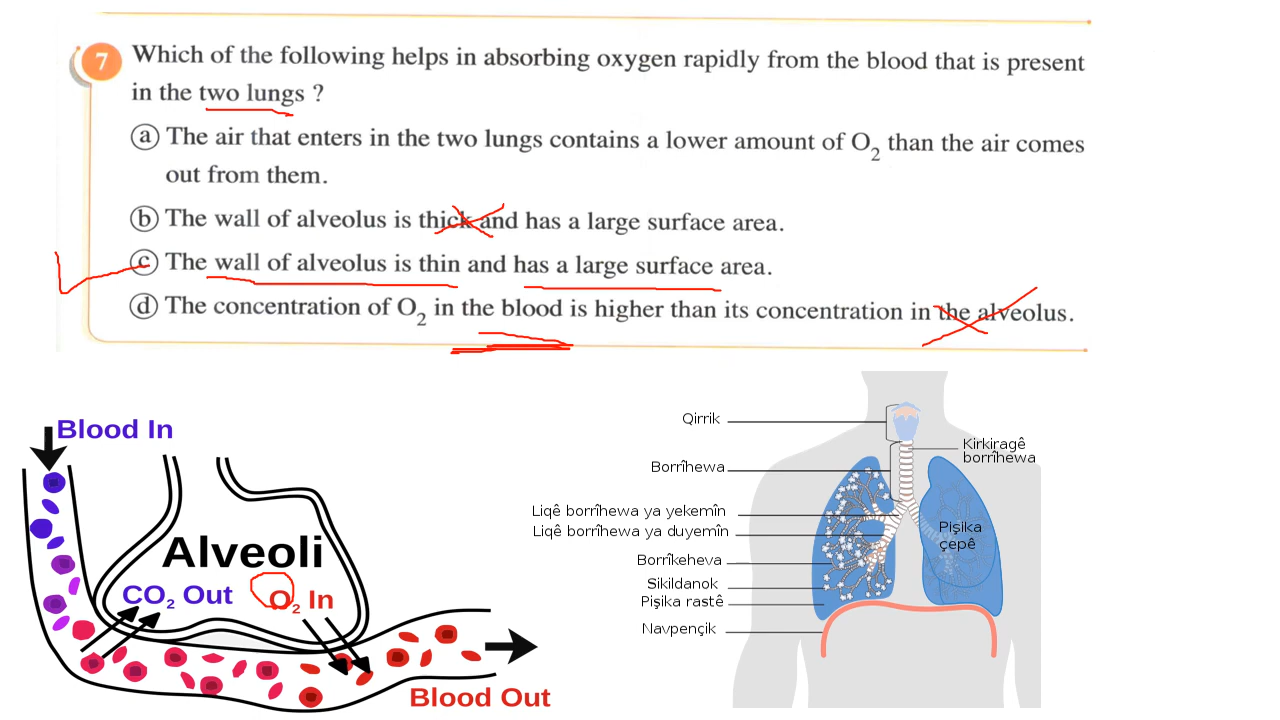 7
Which of the following helps in absorbing oxygen rapidly from the blood that is present
in the two lungs ?
ⓐ The air that enters in the two lungs contains a lower amount of O₂ than the air comes
out from them.
ⓑ The wall of alveolus is thick and has a large surface area.
ⓒ The wall of alveolus is thin and has a large surface area.
ⓓ The concentration of O₂ in the blood is higher than its concentration in the alveolus.
Blood In
Alveoli
CO₂ Out
O₂ In
Blood Out
Qirrik
Kirkiragê
borrîhewa
Borrîhewa
Liqê borrîhewa ya yekemîn
Liqê borrîhewa ya duyemîn
Pişika
çepê
Borrîkeheva
Sikildanok
Pişika rastê
Navpençik